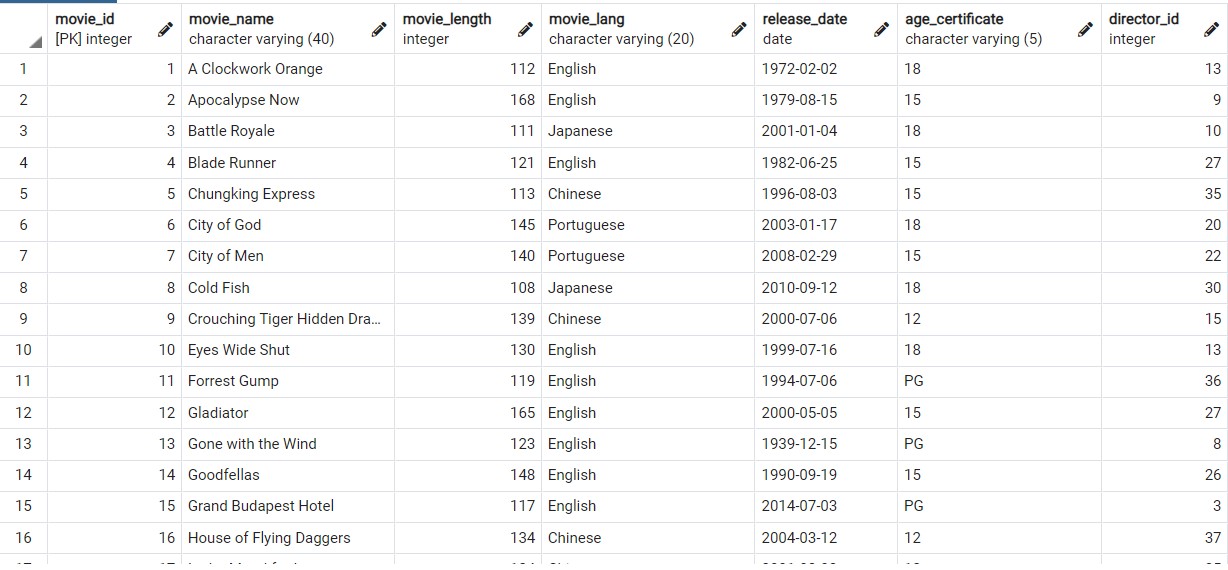 movie_id movie_name movie_length movie_lang release_date age_certificate director_id
[PK] integer character varying (40) integer character varying (20) date character varying (5) integer
1 1 A Clockwork Orange 112 English 1972-02-02 18 13
2 2 Apocalypse Now 168 English 1979-08-15 15 9
3 3 Battle Royale 111 Japanese 2001-01-04 18 10
4 4 Blade Runner 121 English 1982-06-25 15 27
5 5 Chungking Express 113 Chinese 1996-08-03 15 35
6 6 City of God 145 Portuguese 2003-01-17 18 20
7 7 City of Men 140 Portuguese 2008-02-29 15 22
8 8 Cold Fish 108 Japanese 2010-09-12 18 30
9 9 Crouching Tiger Hidden Dra... 139 Chinese 2000-07-06 12 15
10 10 Eyes Wide Shut 130 English 1999-07-16 18 13
11 11 Forrest Gump 119 English 1994-07-06 PG 36
12 12 Gladiator 165 English 2000-05-05 15 27
13 13 Gone with the Wind 123 English 1939-12-15 PG 8
14 14 Goodfellas 148 English 1990-09-19 15 26
15 15 Grand Budapest Hotel 117 English 2014-07-03 PG 3
16 16 House of Flying Daggers 134 Chinese 2004-03-12 12 37